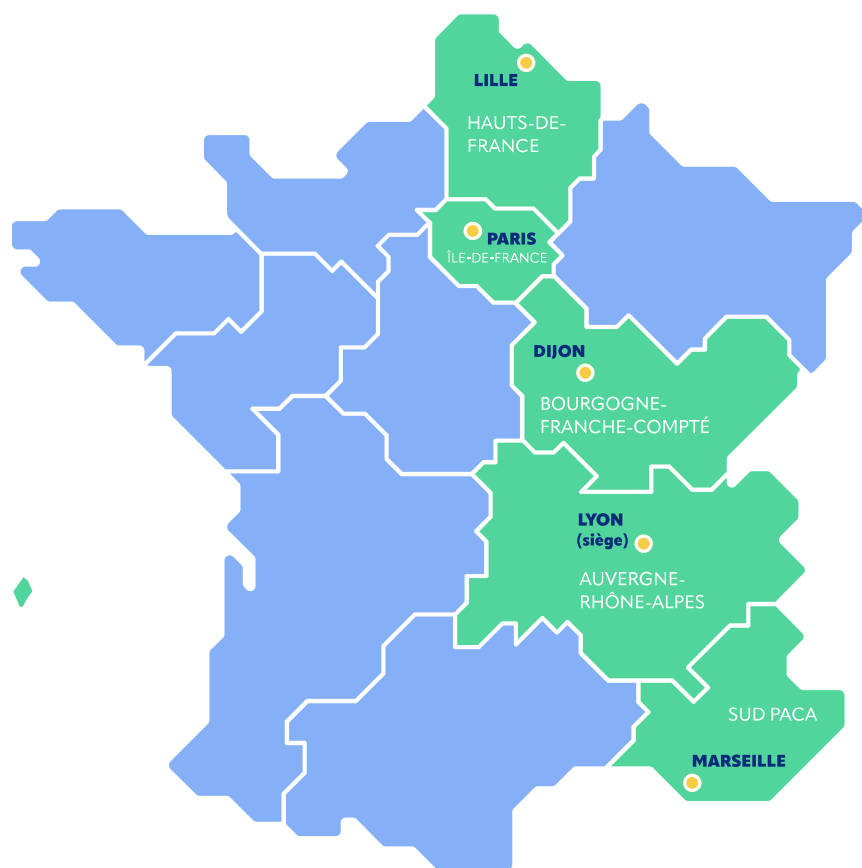 LILLE
HAUTS-DE-
FRANCE
PARIS
ÎLE-DE-FRANCE
DIJON
BOURGOGNE-
FRANCHE-COMPTÉ
LYON
(siège)
AUVERGNE-
RHÔNE-ALPES
SUD PACA
MARSEILLE